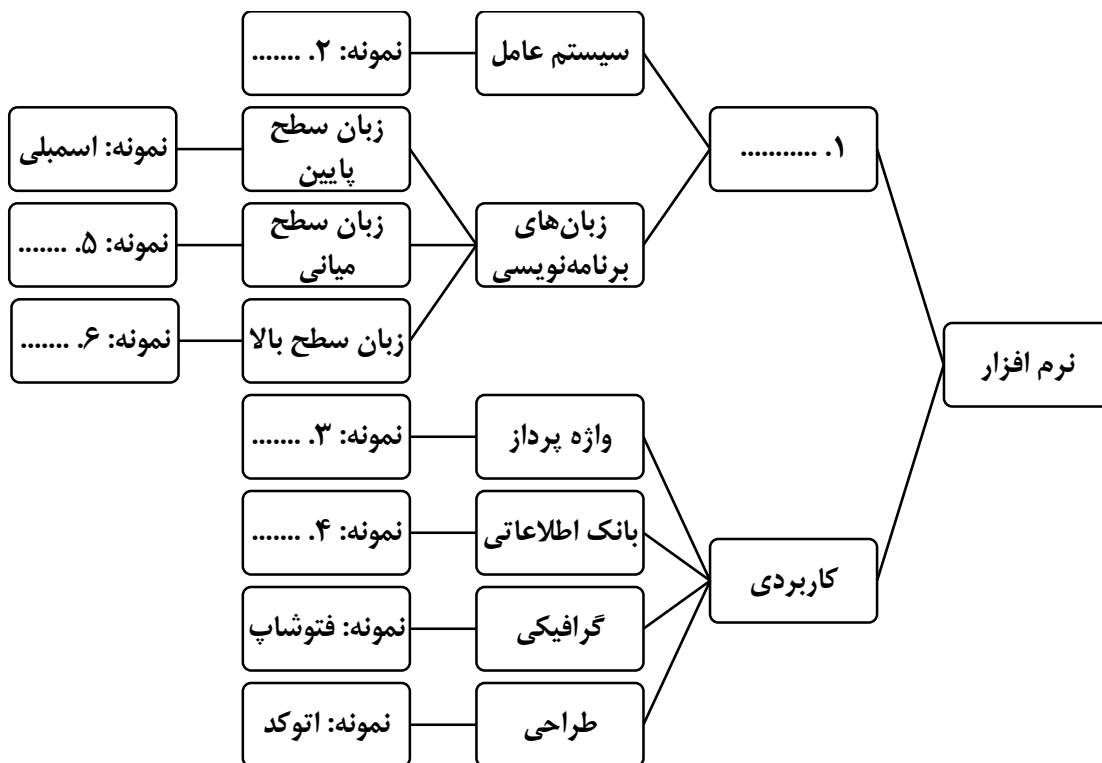 نرم افزار
۱. ...........
سیستم عامل
نمونه: ۲. .......
زبان‌های
برنامه‌نویسی
زبان سطح
پایین
نمونه: اسمبلی
زبان سطح
میانی
نمونه: ۵. .......
زبان سطح بالا
نمونه: ۶. .......
کاربردی
واژه پرداز
نمونه: ۳. .......
بانک اطلاعاتی
نمونه: ۴. .......
گرافیکی
نمونه: فتوشاپ
طراحی
نمونه: اتوکد